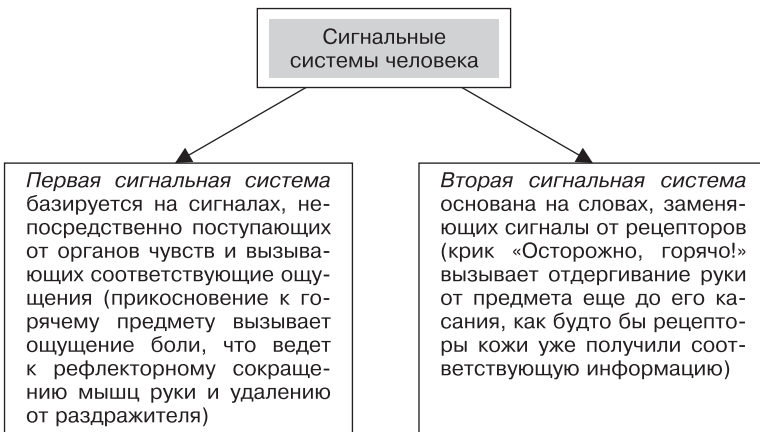 Сигнальные
системы человека
Первая сигнальная система
базируется на сигналах, не-
посредственно поступающих
от органов чувств и вызыва-
ющих соответствующие ощу-
щения (прикосновение к го-
рячему предмету вызывает
ощущение боли, что ведет
к рефлекторному сокраще-
нию мышц руки и удалению
от раздражителя)
Вторая сигнальная система
основана на словах, заменя-
ющих сигналы от рецепторов
(крик «Осторожно, горячо!»
вызывает отдергивание руки
от предмета еще до его ка-
сания, как будто бы рецепто-
ры кожи уже получили соот-
ветствующую информацию)